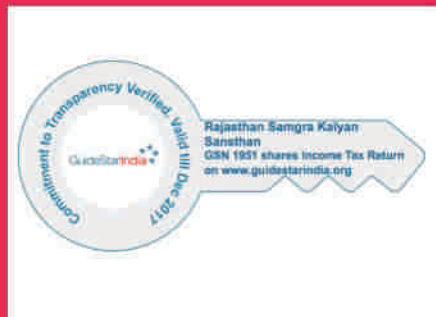 Commitment to Transparency Verified. Valid till Dec 2017
GuideStarIndia
Rajasthan Samgra Kalyan
Sansthan
GSN 1951 shares Income Tax Return
on www.guidestarindia.org